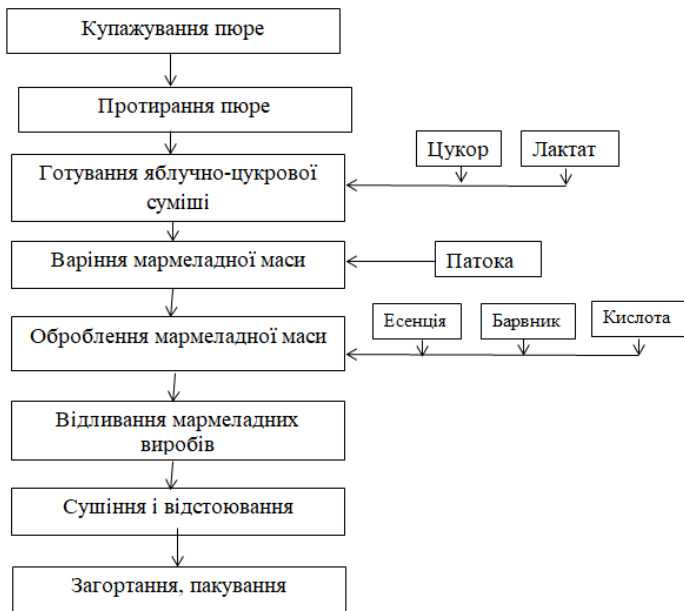 Купажування пюре
Протирання пюре
Цукор
Лактат
Готування яблучно-цукрової
суміші
Варіння мармеладної маси
Патока
Есенція
Барвник
Кислота
Оброблення мармеладної маси
Відливання мармеладних
виробів
Сушіння і відстоювання
Загортання, пакування